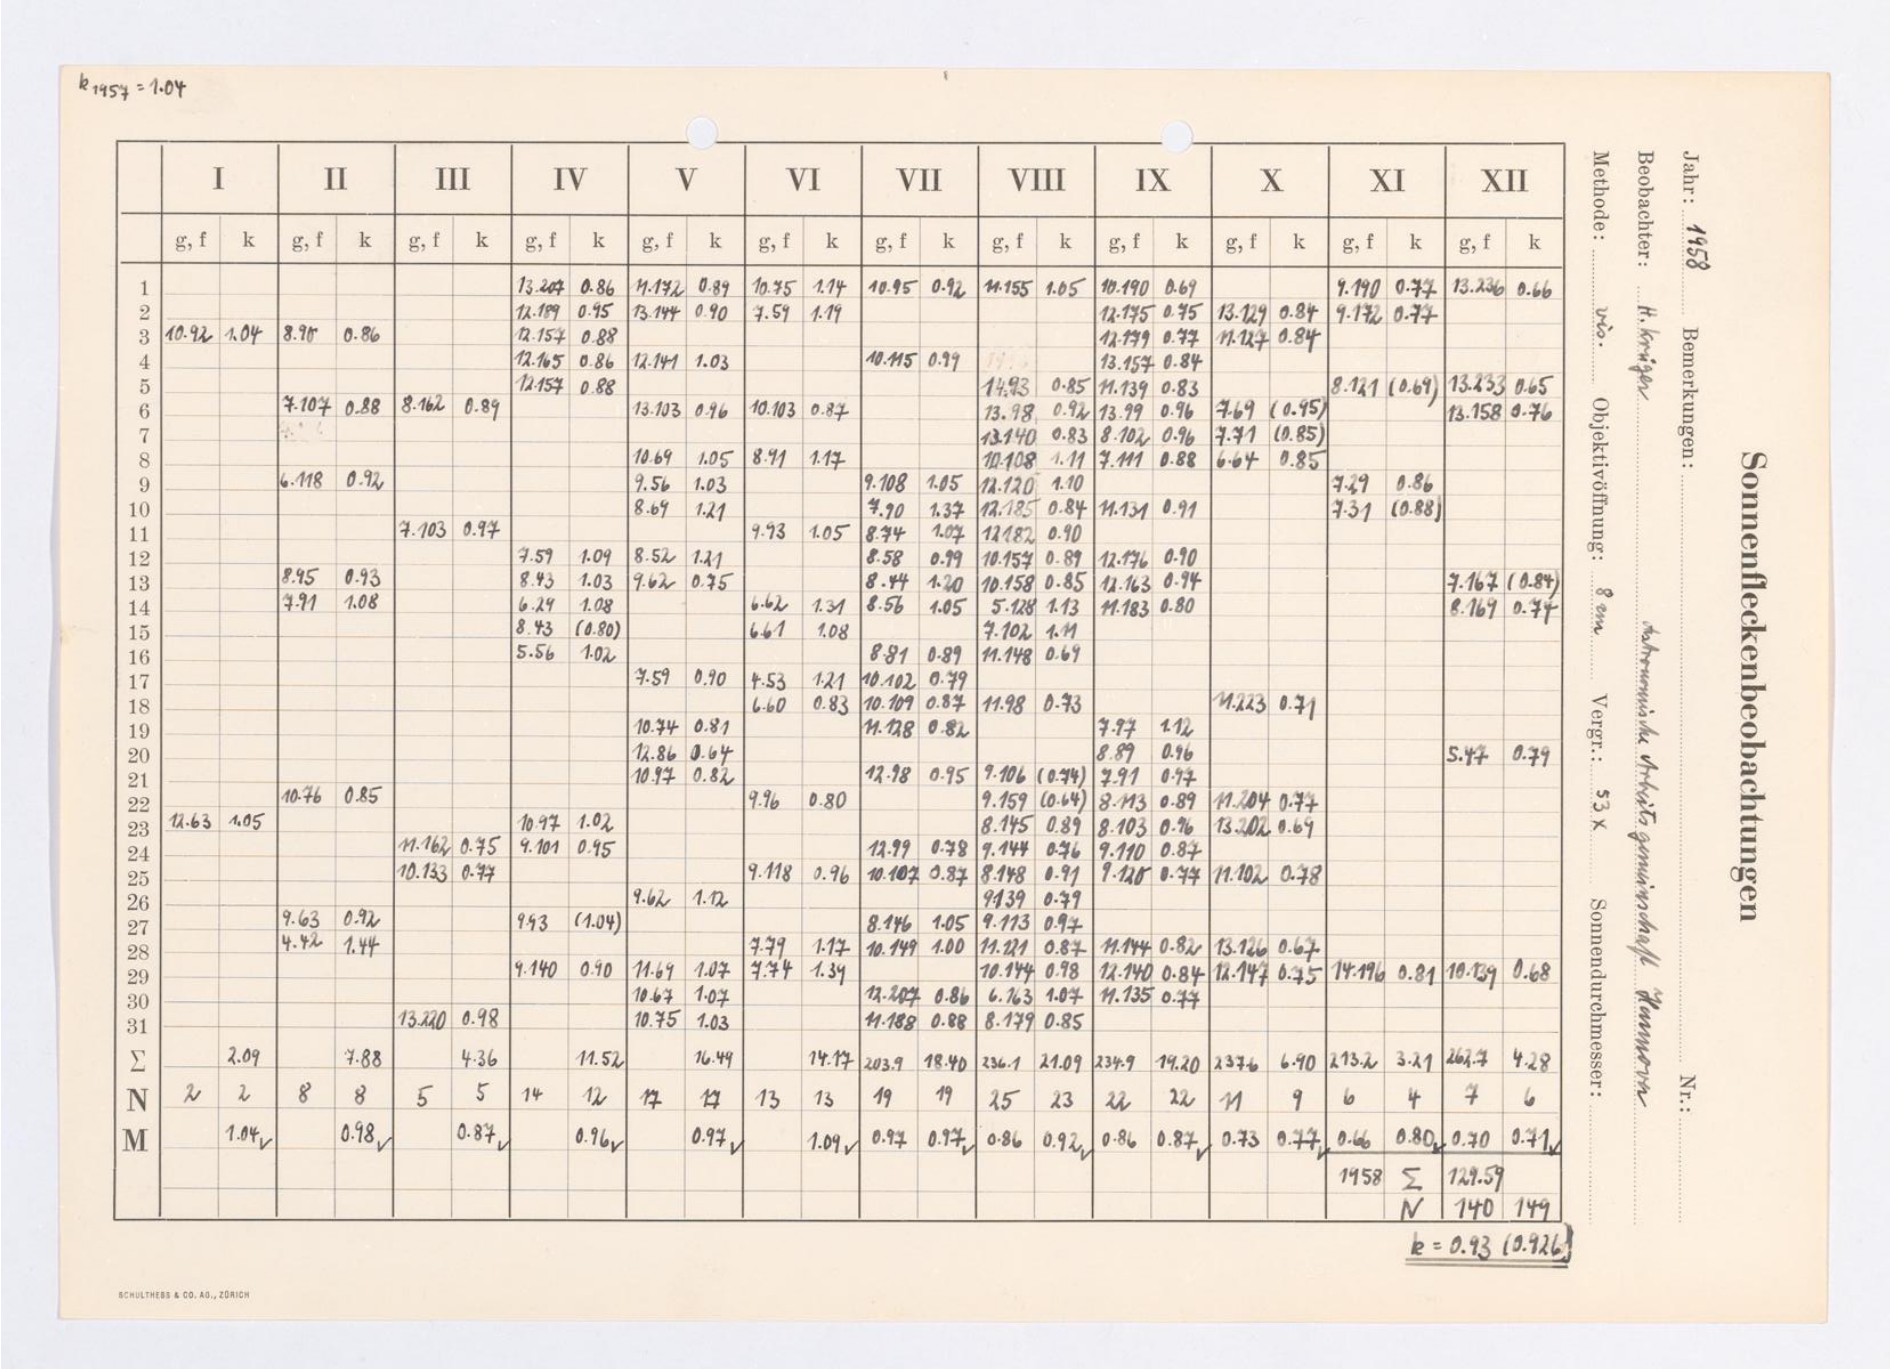 k 1957 = 1.04
I II III IV V VI VII VIII IX X XI XII
g, f k g, f k g, f k g, f k g, f k g, f k g, f k g, f k g, f k g, f k g, f k g, f k
1 13.207 0.86 11.172 0.89 10.75 1.14 10.95 0.92 11.155 1.05 10.190 0.69 9.190 0.77 13.236 0.66
2 12.189 0.95 13.144 0.90 7.59 1.19 12.175 0.75 13.129 0.84 9.172 0.77
3 10.92 1.04 8.90 0.86 12.157 0.88 12.179 0.77 11.127 0.84
4 12.165 0.86 12.141 1.03 10.115 0.99 13.157 0.84
5 12.157 0.88 14.93 0.85 11.139 0.83 8.121 (0.69) 13.233 0.65
6 7.107 0.88 8.162 0.89 13.103 0.96 10.103 0.87 13.98 0.92 13.99 0.96 7.69 (0.95) 13.158 0.76
7 13.140 0.83 8.102 0.96 7.71 (0.85)
8 10.69 1.05 8.91 1.17 10.108 1.11 7.111 0.88 6.64 0.85
9 6.118 0.92 9.56 1.03 9.108 1.05 12.120 1.10 7.29 0.86
10 8.69 1.21 7.90 1.37 12.185 0.84 11.131 0.91 7.31 (0.88)
11 7.103 0.97 9.93 1.05 8.74 1.07 12182 0.90
12 7.59 1.09 8.52 1.21 8.58 0.99 10.157 0.89 12.176 0.90
13 8.95 0.93 8.43 1.03 9.62 0.75 8.44 1.20 10.158 0.85 12.163 0.94 7.167 (0.84)
14 7.91 1.08 6.29 1.08 6.62 1.31 8.56 1.05 5.128 1.13 11.183 0.80 8.169 0.74
15 8.43 (0.80) 6.61 1.08 7.102 1.11
16 5.56 1.02 8.81 0.89 11.148 0.69
17 7.59 0.90 4.53 1.21 10.102 0.79
18 6.60 0.83 10.109 0.87 11.98 0.73 11.223 0.71
19 10.74 0.81 11.128 0.82 7.97 1.12
20 12.86 0.64 8.89 0.96 5.47 0.79
21 10.97 0.82 12.98 0.95 9.106 (0.74) 7.91 0.97
22 10.76 0.85 9.96 0.80 9.159 (0.64) 8.113 0.89 11.204 0.77
23 12.63 1.05 10.97 1.02 8.145 0.89 8.103 0.96 13.202 0.69
24 11.162 0.75 9.101 0.95 12.99 0.78 9.144 0.76 9.110 0.87
25 10.133 0.77 9.118 0.96 10.107 0.87 8.148 0.91 9.120 0.77 11.102 0.78
26 9.62 1.12 9139 0.79
27 9.63 0.92 9.93 (1.04) 8.146 1.05 9.113 0.97
28 4.42 1.44 7.79 1.17 10.149 1.00 11.121 0.87 11.144 0.82 13.126 0.67
29 9.140 0.90 11.69 1.07 7.74 1.39 10.144 0.98 12.140 0.84 12.147 0.75 14.196 0.81 10.139 0.68
30 10.67 1.07 12.207 0.86 6.163 1.07 11.135 0.77
31 13.220 0.98 10.75 1.03 11.188 0.88 8.179 0.85
Σ 2.09 7.88 4.36 11.52 16.49 14.17 203.9 18.40 236.1 21.09 234.9 19.20 237.6 6.90 213.2 3.21 262.7 4.28
N 2 2 8 8 5 5 14 12 17 17 13 13 19 19 25 23 22 22 11 9 6 4 7 6
M 1.04✓ 0.98✓ 0.87✓ 0.96✓ 0.97✓ 1.09✓ 0.97 0.97✓ 0.86 0.92✓ 0.86 0.87✓ 0.73 0.77✓ 0.66 0.80✓ 0.70 0.71✓
1958 Σ 129.59
N 140 149
k = 0.93 (0.926)
SCHULTHESS & CO. AG., ZÜRICH
Sonnenfleckenbeobachtungen
Jahr: 1958 Bemerkungen: Nr.:
Beobachter: H. Krüger Astronomische Arbeitsgemeinschaft Hannover
Methode: vis. Objektivöffnung: 8 cm Vergr.: 53 x Sonnendurchmesser: